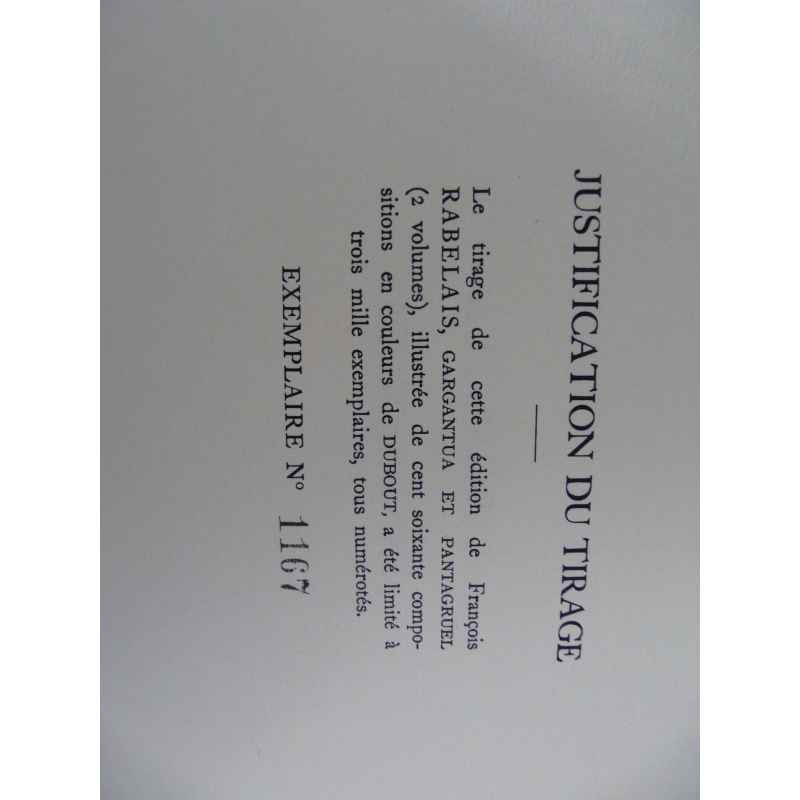 JUSTIFICATION DU TIRAGE
Le tirage de cette édition de François
RABELAIS, GARGANTUA ET PANTAGRUEL
(2 volumes), illustrée de cent soixante compo-
sitions en couleurs de DUBOUT, a été limité à
trois mille exemplaires, tous numérotés.
EXEMPLAIRE Nº 1167